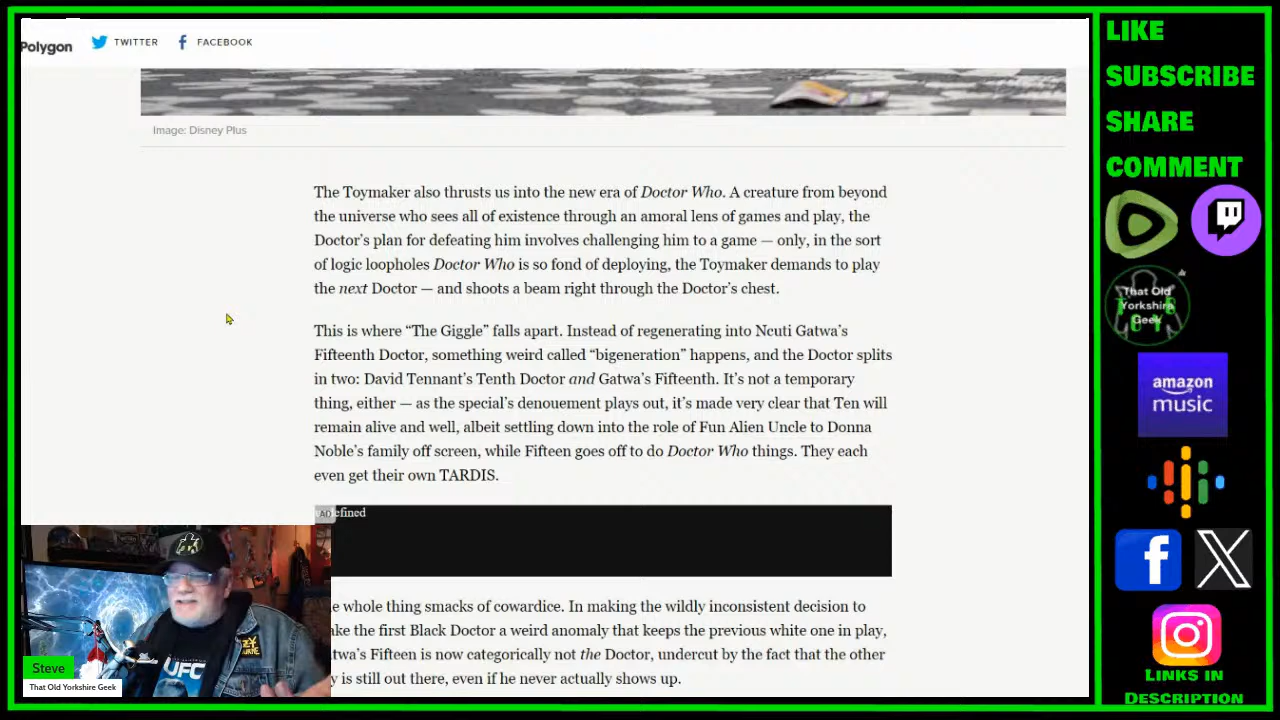 Polygon
TWITTER
FACEBOOK
Image: Disney Plus
The Toymaker also thrusts us into the new era of Doctor Who. A creature from beyond
the universe who sees all of existence through an amoral lens of games and play, the
Doctor’s plan for defeating him involves challenging him to a game — only, in the sort
of logic loopholes Doctor Who is so fond of deploying, the Toymaker demands to play
the next Doctor — and shoots a beam right through the Doctor’s chest.
This is where “The Giggle” falls apart. Instead of regenerating into Ncuti Gatwa’s
Fifteenth Doctor, something weird called “bigeneration” happens, and the Doctor splits
in two: David Tennant’s Tenth Doctor and Gatwa’s Fifteenth. It’s not a temporary
thing, either — as the special’s denouement plays out, it’s made very clear that Ten will
remain alive and well, albeit settling down into the role of Fun Alien Uncle to Donna
Noble’s family off screen, while Fifteen goes off to do Doctor Who things. They each
even get their own TARDIS.
AD efined
e whole thing smacks of cowardice. In making the wildly inconsistent decision to
ake the first Black Doctor a weird anomaly that keeps the previous white one in play,
twa’s Fifteen is now categorically not the Doctor, undercut by the fact that the other
y is still out there, even if he never actually shows up.
UFC
Steve
That Old Yorkshire Geek
LIKE
SUBSCRIBE
SHARE
COMMENT
That Old
Yorkshire
Geek
amazon
music
LINKS IN
DESCRIPTION